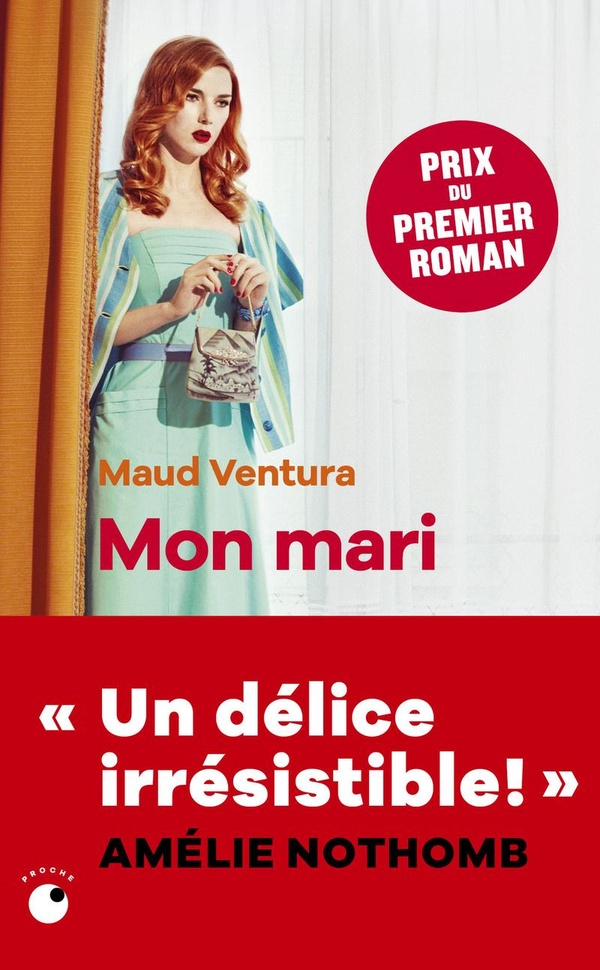 PRIX
DU
PREMIER
ROMAN
Maud Ventura
Mon mari
« Un délice
irrésistible! »
AMÉLIE NOTHOMB
PROCHE